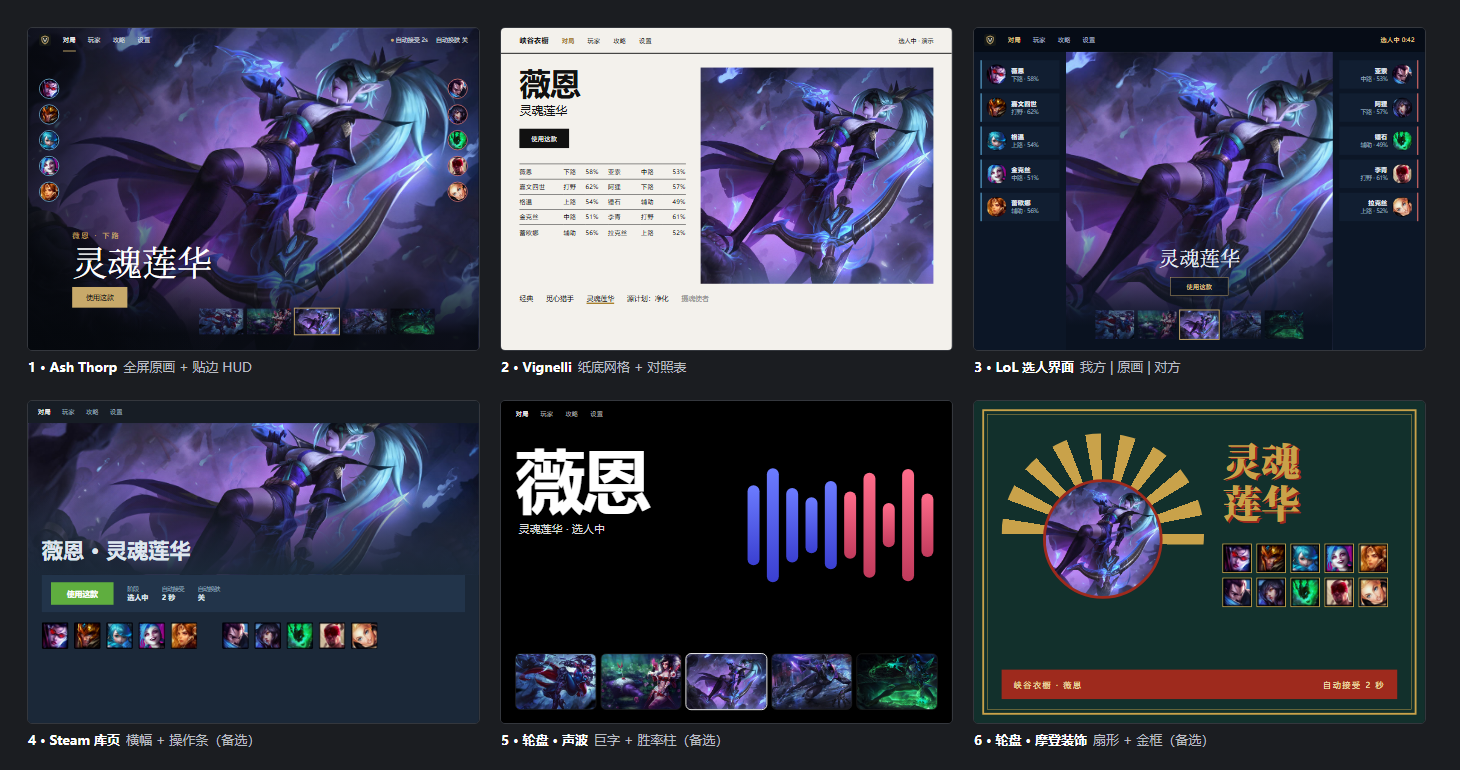 对局 玩家 攻略 设置
自动接受 2s 自动换肤 关
薇恩 · 下路
灵魂莲华
使用这款
1 • Ash Thorp 全屏原画 + 贴边 HUD
峡谷衣橱 对局 玩家 攻略 设置
选人中 · 演示
薇恩
灵魂莲华
使用这款
薇恩 下路 58% 亚索 中路 53%
嘉文四世 打野 62% 阿狸 下路 57%
格温 上路 54% 锤石 辅助 49%
金克丝 中路 51% 李青 打野 61%
蕾欧娜 辅助 56% 拉克丝 上路 52%
经典 觅心猎手 灵魂莲华 源计划：净化 摄魂使者
2 • Vignelli 纸底网格 + 对照表
对局 玩家 攻略 设置
选人中 0:42
薇恩
下路 · 58%
嘉文四世
打野 · 62%
格温
上路 · 54%
金克丝
中路 · 51%
蕾欧娜
辅助 · 56%
亚索
中路 · 53%
阿狸
下路 · 57%
锤石
辅助 · 49%
李青
打野 · 61%
拉克丝
上路 · 52%
灵魂莲华
使用这款
3 • LoL 选人界面 我方 | 原画 | 对方
对局 玩家 攻略 设置
薇恩 • 灵魂莲华
使用这款
阶段 自动接受 自动换肤
选人中 2 秒 关
4 • Steam 库页 横幅 + 操作条（备选）
对局 玩家 攻略 设置
薇恩
灵魂莲华 · 选人中
5 • 轮盘 • 声波 巨字 + 胜率柱（备选）
灵魂
莲华
峡谷衣橱 · 薇恩
自动接受 2 秒
6 • 轮盘 • 摩登装饰 扇形 + 金框（备选）